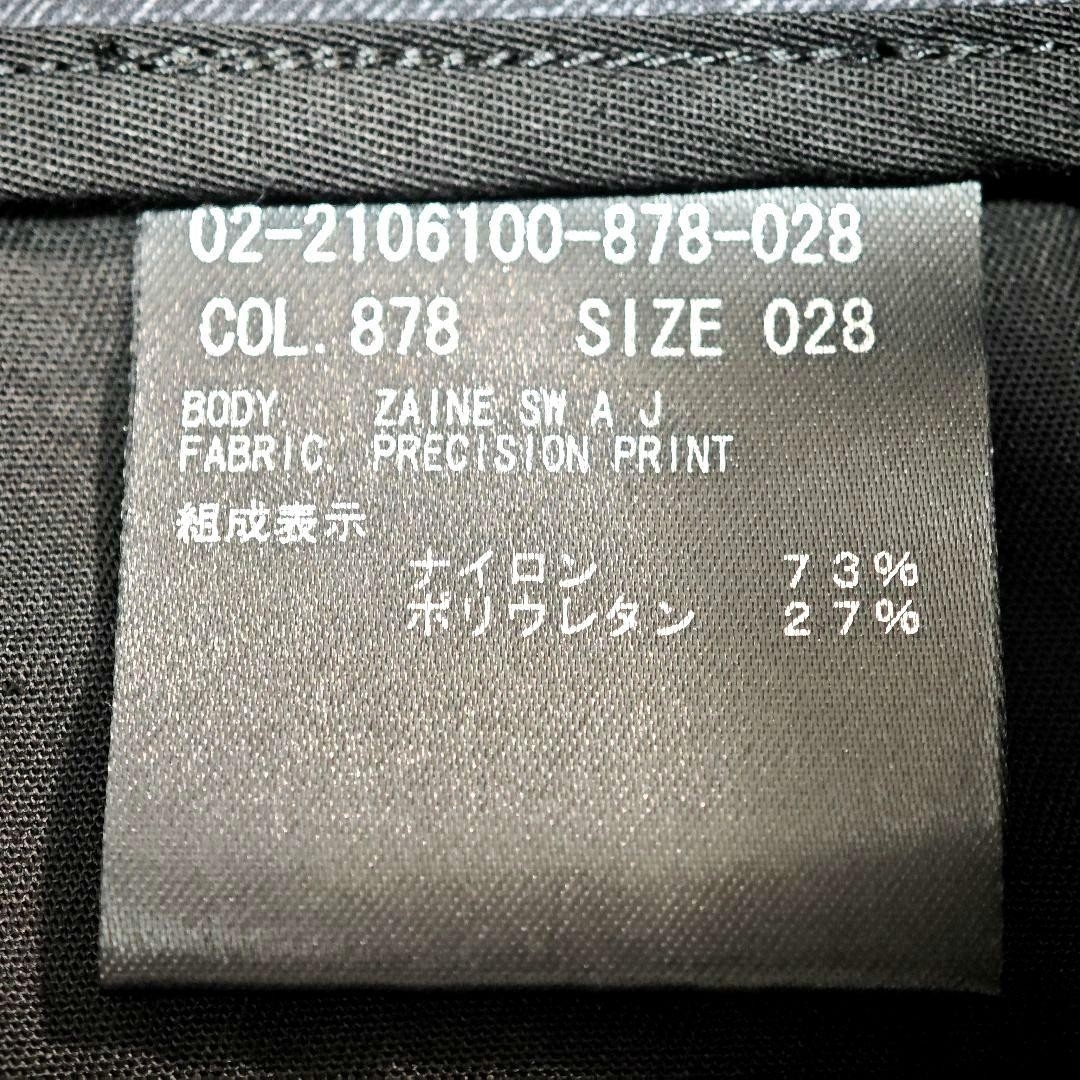 02-2106100-878-028
COL. 878 SIZE 028
BODY. ZAINE SW A J
FABRIC. PRECISION PRINT
組成表示
ナイロン 73%
ポリウレタン 27%